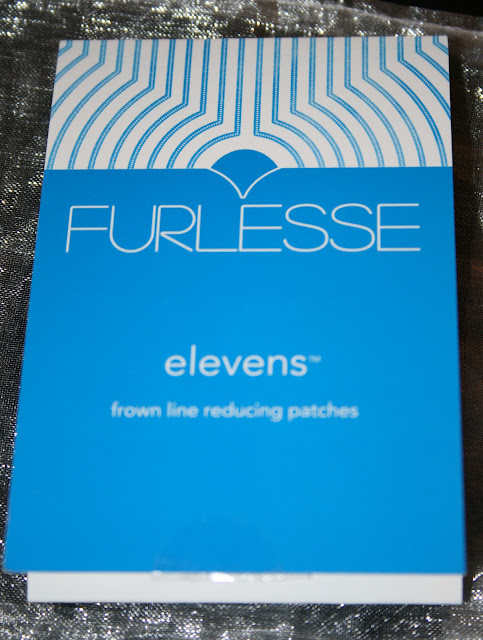 FURLESSE
elevens™
frown line reducing patches